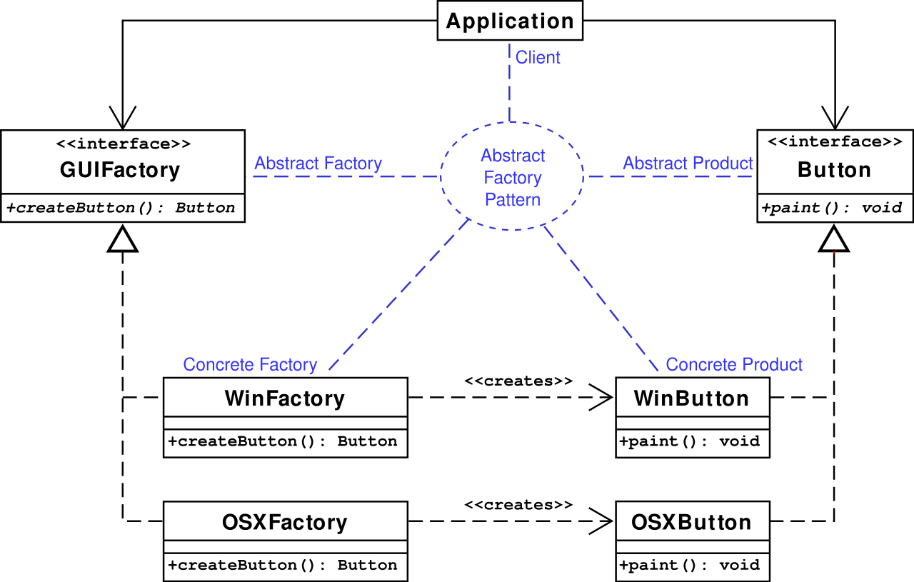 Application
Client
<<interface>>
GUIFactory
+createButton(): Button
Abstract Factory
Abstract
Factory
Pattern
Abstract Product
<<interface>>
Button
+paint(): void
Concrete Factory
Concrete Product
WinFactory
+createButton(): Button
<<creates>>
WinButton
+paint(): void
OSXFactory
+createButton(): Button
<<creates>>
OSXButton
+paint(): void